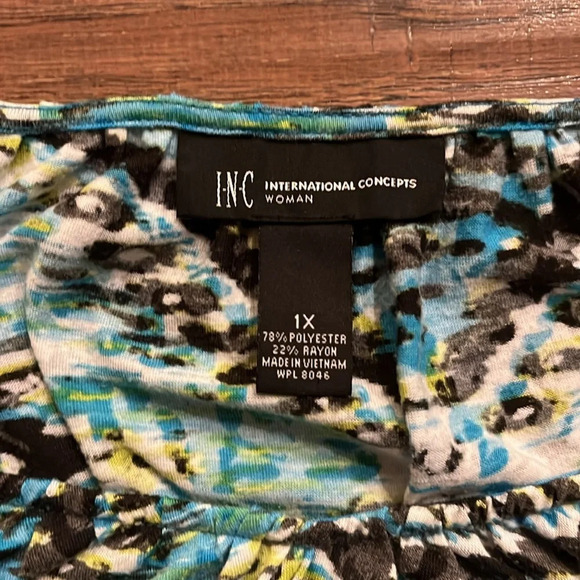 I·N·C INTERNATIONAL CONCEPTS
WOMAN
1X
78% POLYESTER
22% RAYON
MADE IN VIETNAM
WPL 8046